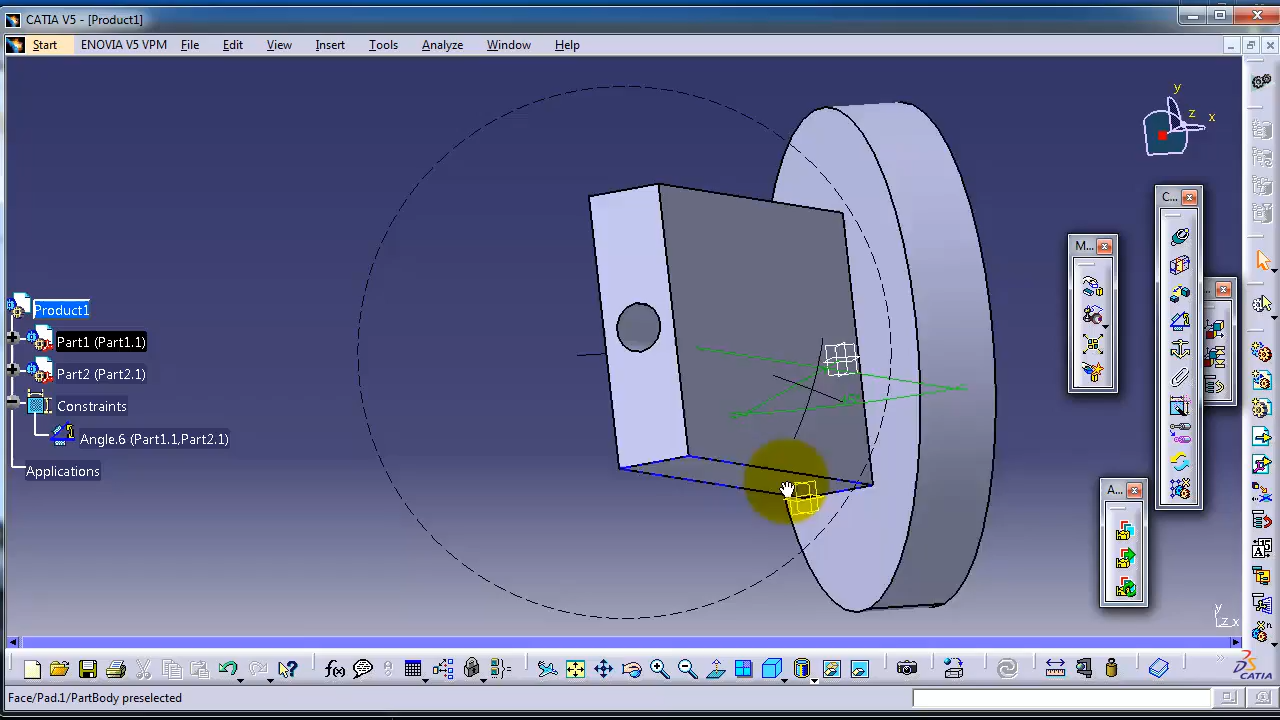 CATIA V5 - [Product1]
Start ENOVIA V5 VPM File Edit View Insert Tools Analyze Window Help
y
z x
C...
M...
Product1
Part1 (Part1.1)
Part2 (Part2.1)
Constraints
Angle.6 (Part1.1,Part2.1)
Applications
A...
y
z x
f(x)
CATIA
Face/Pad.1/PartBody preselected